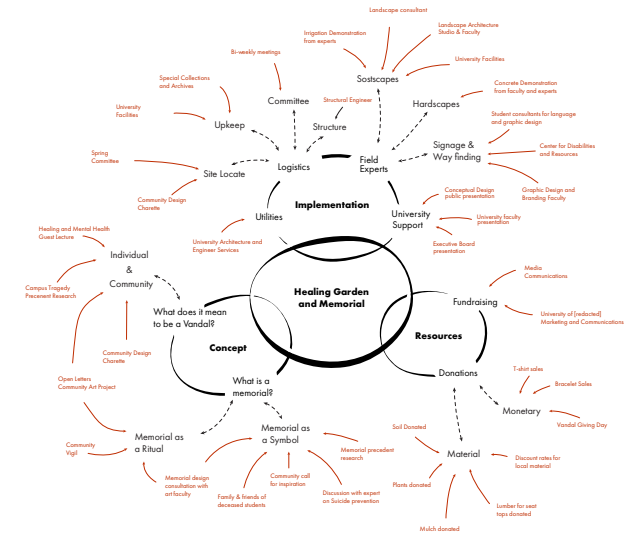 Landscape consultant
Irrigation Demonstration
from experts
Landscape Architecture
Studio & Faculty
Bi-weekly meetings
University Facilities
Sostscapes
Special Collections
and Archives
Concrete Demonstration
from faculty and experts
Committee
Structural Engineer
Hardscapes
University
Facilities
Upkeep
Structure
Student consultants for language
and graphic design
Signage &
Way finding
Center for Disabilities
and Resources
Spring
Committee
Site Locate
Logistics
Field
Experts
Graphic Design and
Branding Faculty
Conceptual Design
public presentation
Community Design
Charette
Implementation
Utilities
University
Support
University faculty
presentation
Executive Board
presentation
University Architecture and
Engineer Services
Healing and Mental Health
Guest Lecture
Individual
&
Community
Campus Tragedy
Precenent Research
Media
Communications
Healing Garden
and Memorial
Fundraising
University of [redacted]
Marketing and Communications
What does it mean
to be a Vandal?
Resources
Concept
Community Design
Charette
Donations
What is a
memorial?
Open Letters
Community Art Project
T-shirt sales
Bracelet Sales
Monetary
Vandal Giving Day
Soil Donated
Memorial as
a Ritual
Memorial as
a Symbol
Community
Vigil
Memorial precedent
research
Material
Discount rates for
local material
Memorial design
consultation with
art faculty
Community call
for inspiration
Plants donated
Family & friends of
deceased students
Discussion with expert
on Suicide prevention
Lumber for seat
tops donated
Mulch donated